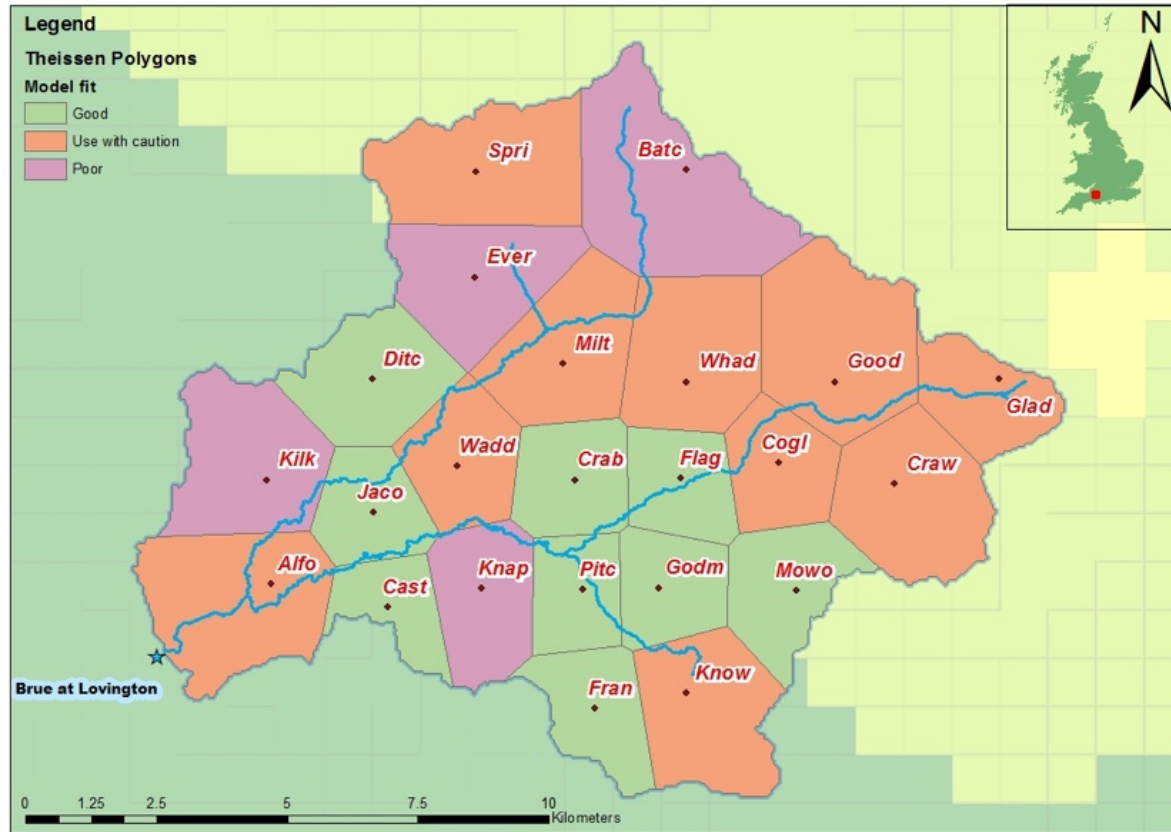 Legend
Theissen Polygons
Model fit
Good
Use with caution
Poor
N
Spri
Batc
Ever
Ditc
Milt
Whad
Good
Glad
Kilk
Wadd
Crab
Flag
Cogl
Craw
Jaco
Alfo
Cast
Knap
Pitc
Godm
Mowo
Know
Fran
Brue at Lovington
0 1.25 2.5 5 7.5 10
Kilometers